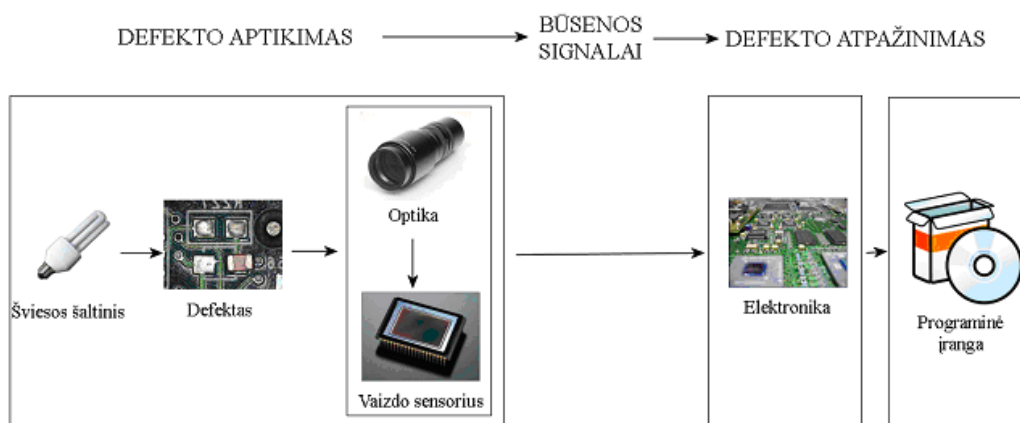 DEFEKTO APTIKIMAS
BŪSENOS
SIGNALAI
DEFEKTO ATPAŽINIMAS
Optika
Šviesos šaltinis
Defektas
Vaizdo sensorius
Elektronika
Programinė
įranga